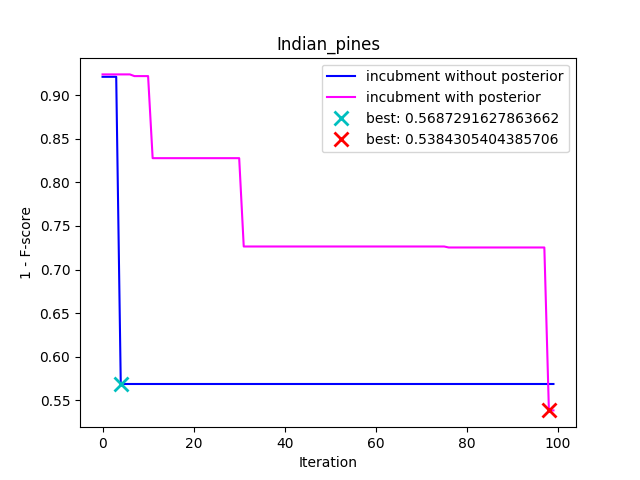 Indian_pines
incubment without posterior
incubment with posterior
best: 0.5687291627863662
best: 0.5384305404385706
1 - F-score
0.90
0.85
0.80
0.75
0.70
0.65
0.60
0.55
0 20 40 60 80 100
Iteration